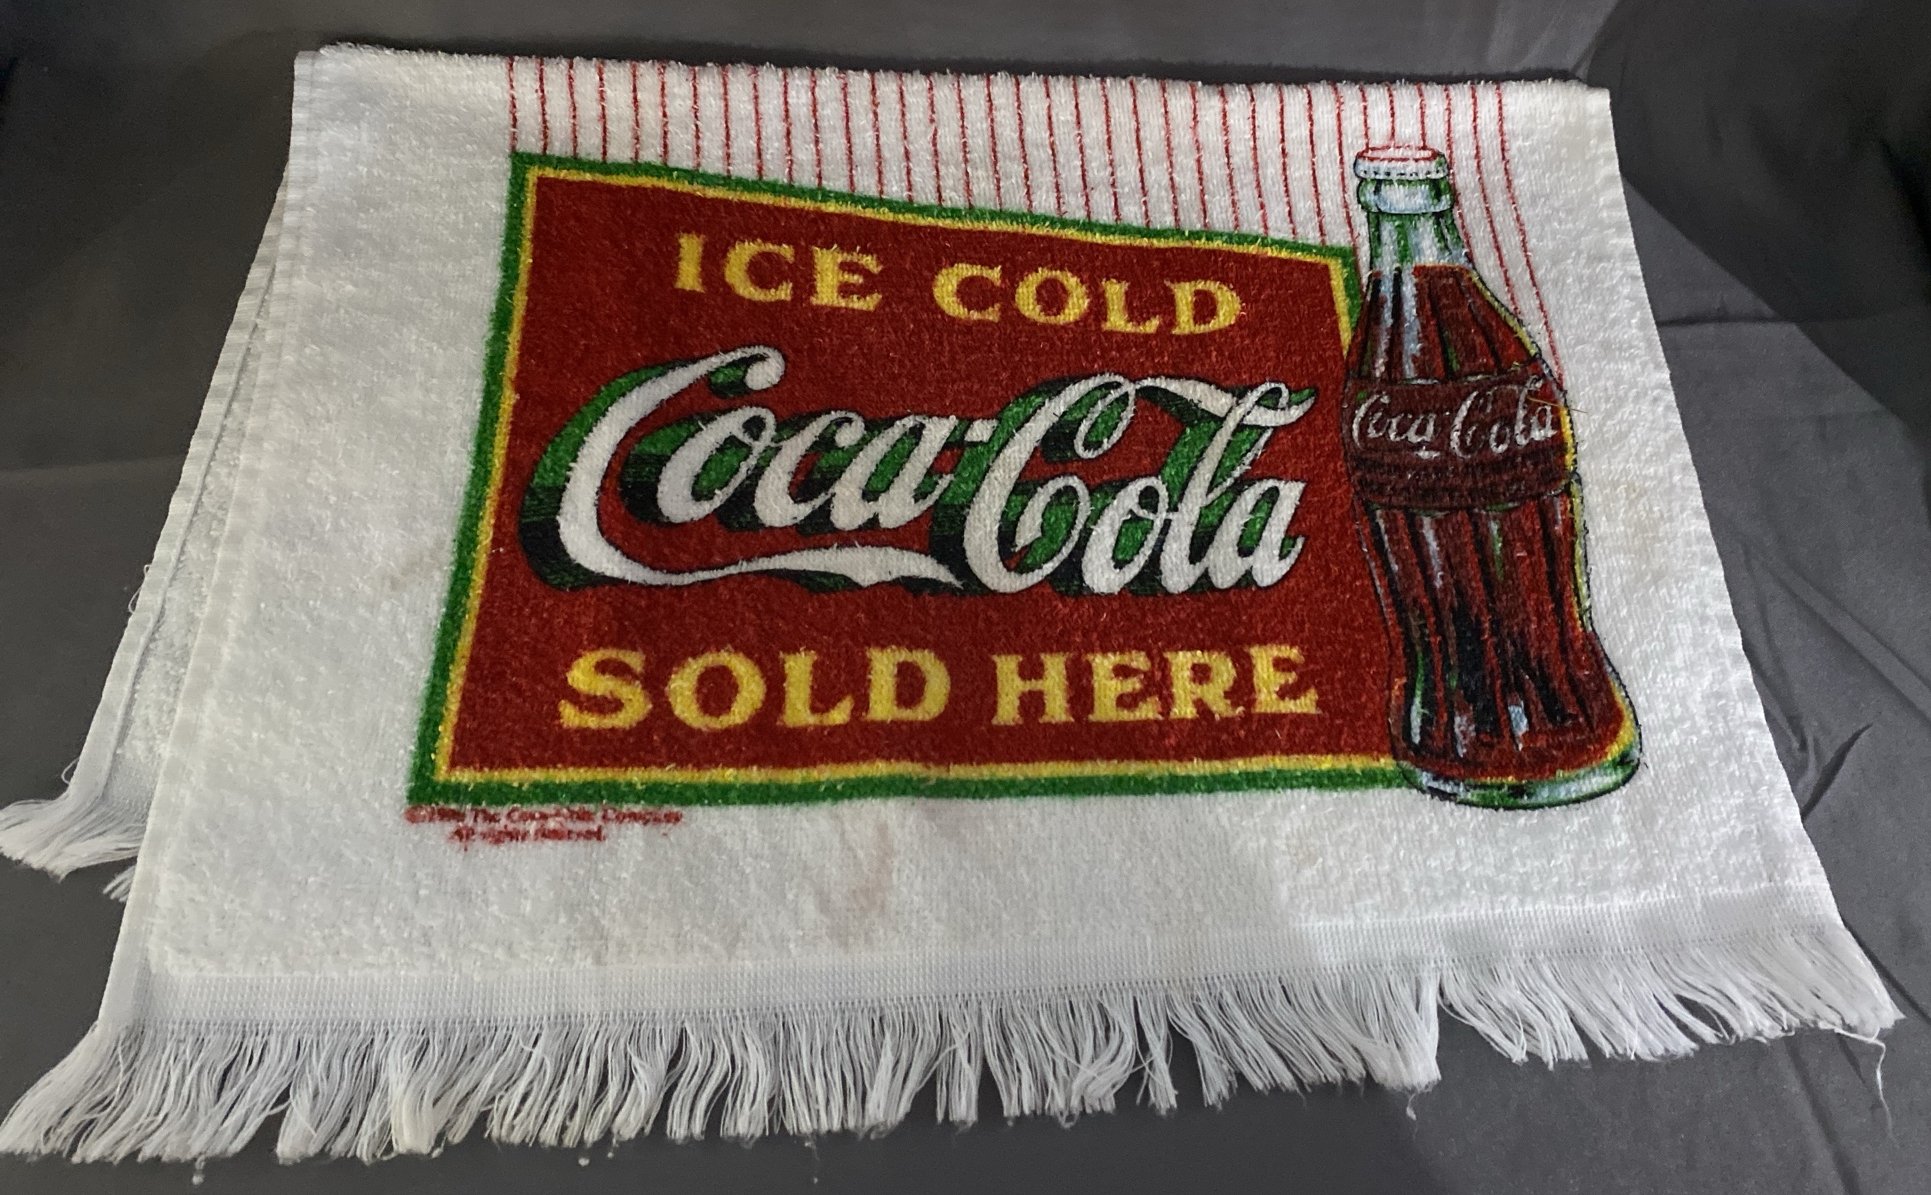 ICE COLD
Coca-Cola
Coca-Cola
SOLD HERE
The Coca-Cola Company
All rights reserved.